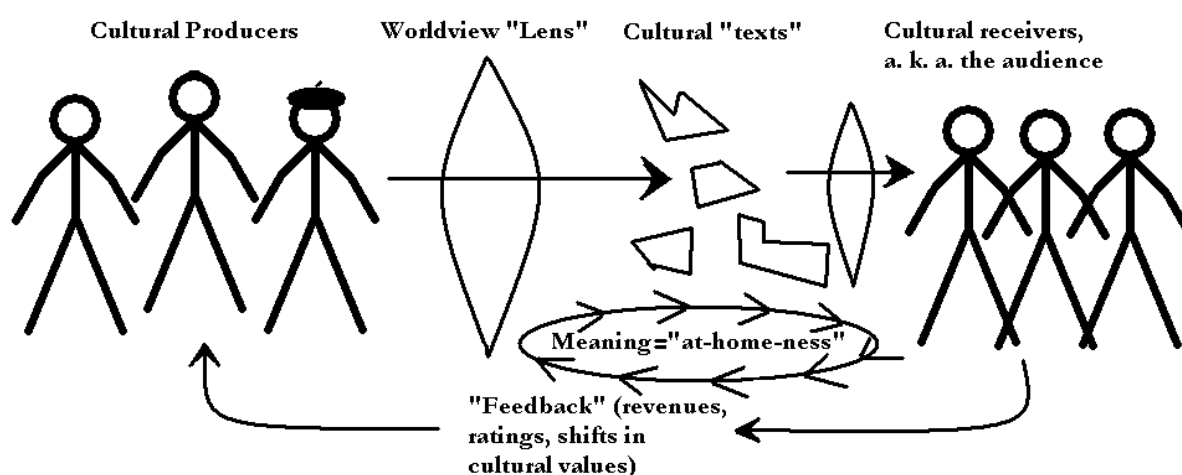 Cultural Producers
Worldview "Lens"
Cultural "texts"
Cultural receivers,
a. k. a. the audience
Meaning="at-home-ness"
"Feedback" (revenues,
ratings, shifts in
cultural values)